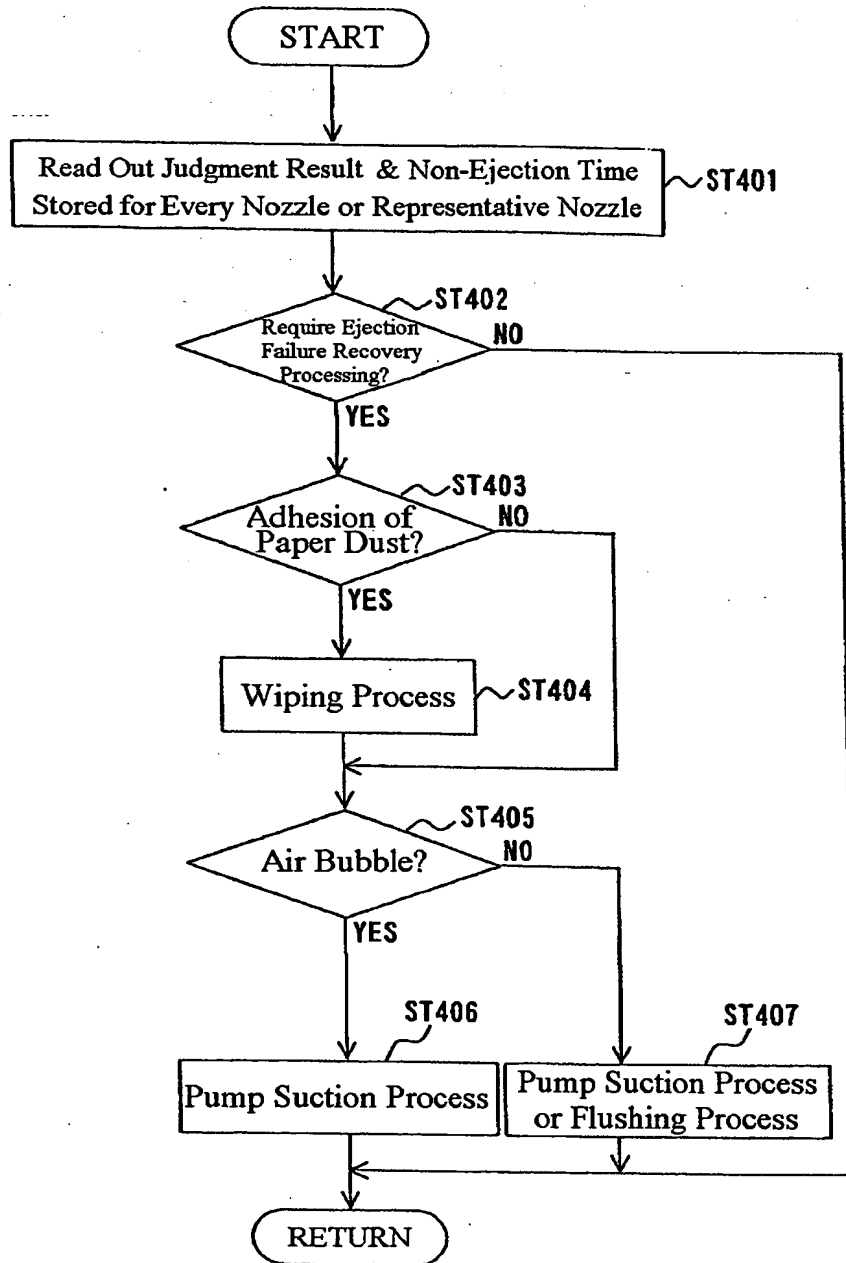 START
Read Out Judgment Result & Non-Ejection Time
Stored for Every Nozzle or Representative Nozzle
ST401
ST402
Require Ejection
Failure Recovery
Processing?
NO
YES
ST403
Adhesion of
Paper Dust?
NO
YES
Wiping Process
ST404
ST405
Air Bubble?
NO
YES
ST406
ST407
Pump Suction Process
Pump Suction Process
or Flushing Process
RETURN